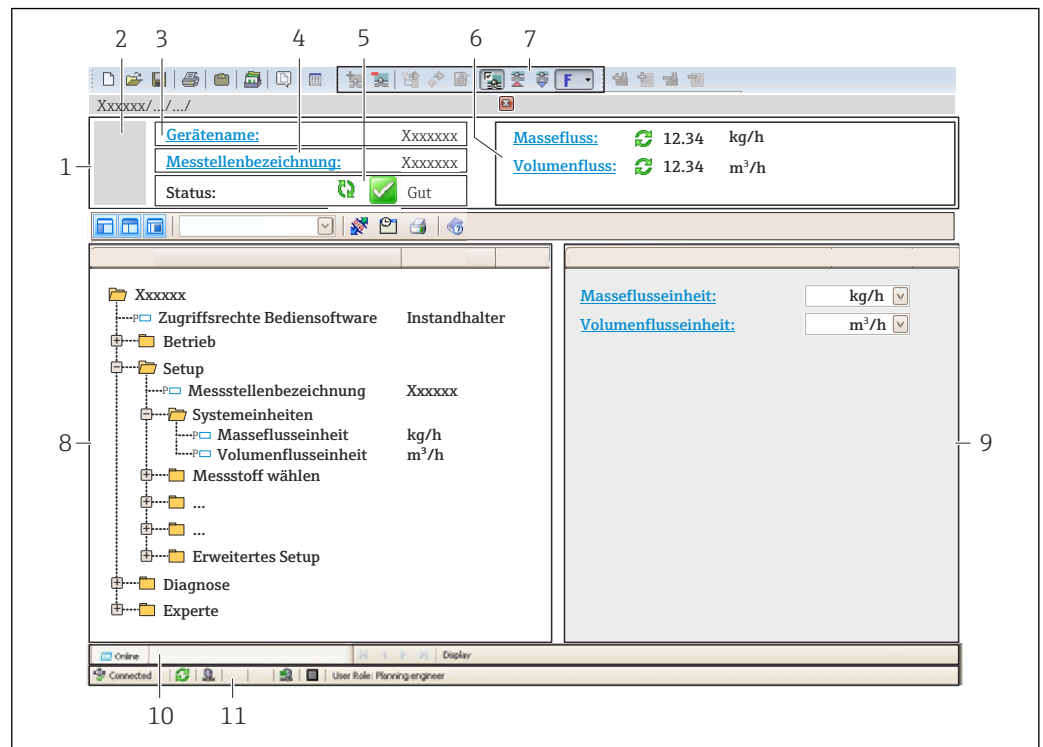 2 3 4 5 6 7
F
Xxxxxx/.../.../
1
Gerätename: Xxxxxxx
Messtellenbezeichnung: Xxxxxxx
Status: Gut
Massefluss: 12.34 kg/h
Volumenfluss: 12.34 m³/h
Xxxxxx
P Zugriffsrechte Bediensoftware Instandhalter
Betrieb
Setup
P Messstellenbezeichnung Xxxxxx
Systemeinheiten
P Masseflusseinheit kg/h
P Volumenflusseinheit m³/h
Messstoff wählen
...
...
Erweitertes Setup
Diagnose
Experte
8
Masseflusseinheit: kg/h
Volumenflusseinheit: m³/h
9
Online Display
Connected User Role: Planning engineer
10 11